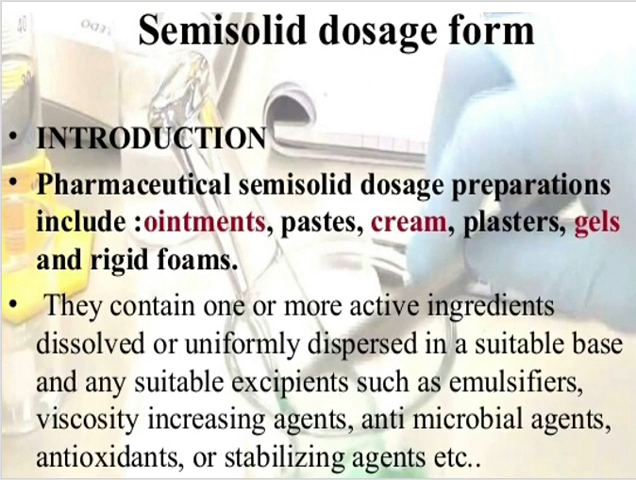 Semisolid dosage form
• INTRODUCTION
• Pharmaceutical semisolid dosage preparations
include :ointments, pastes, cream, plasters, gels
and rigid foams.
• They contain one or more active ingredients
dissolved or uniformly dispersed in a suitable base
and any suitable excipients such as emulsifiers,
viscosity increasing agents, anti microbial agents,
antioxidants, or stabilizing agents etc..